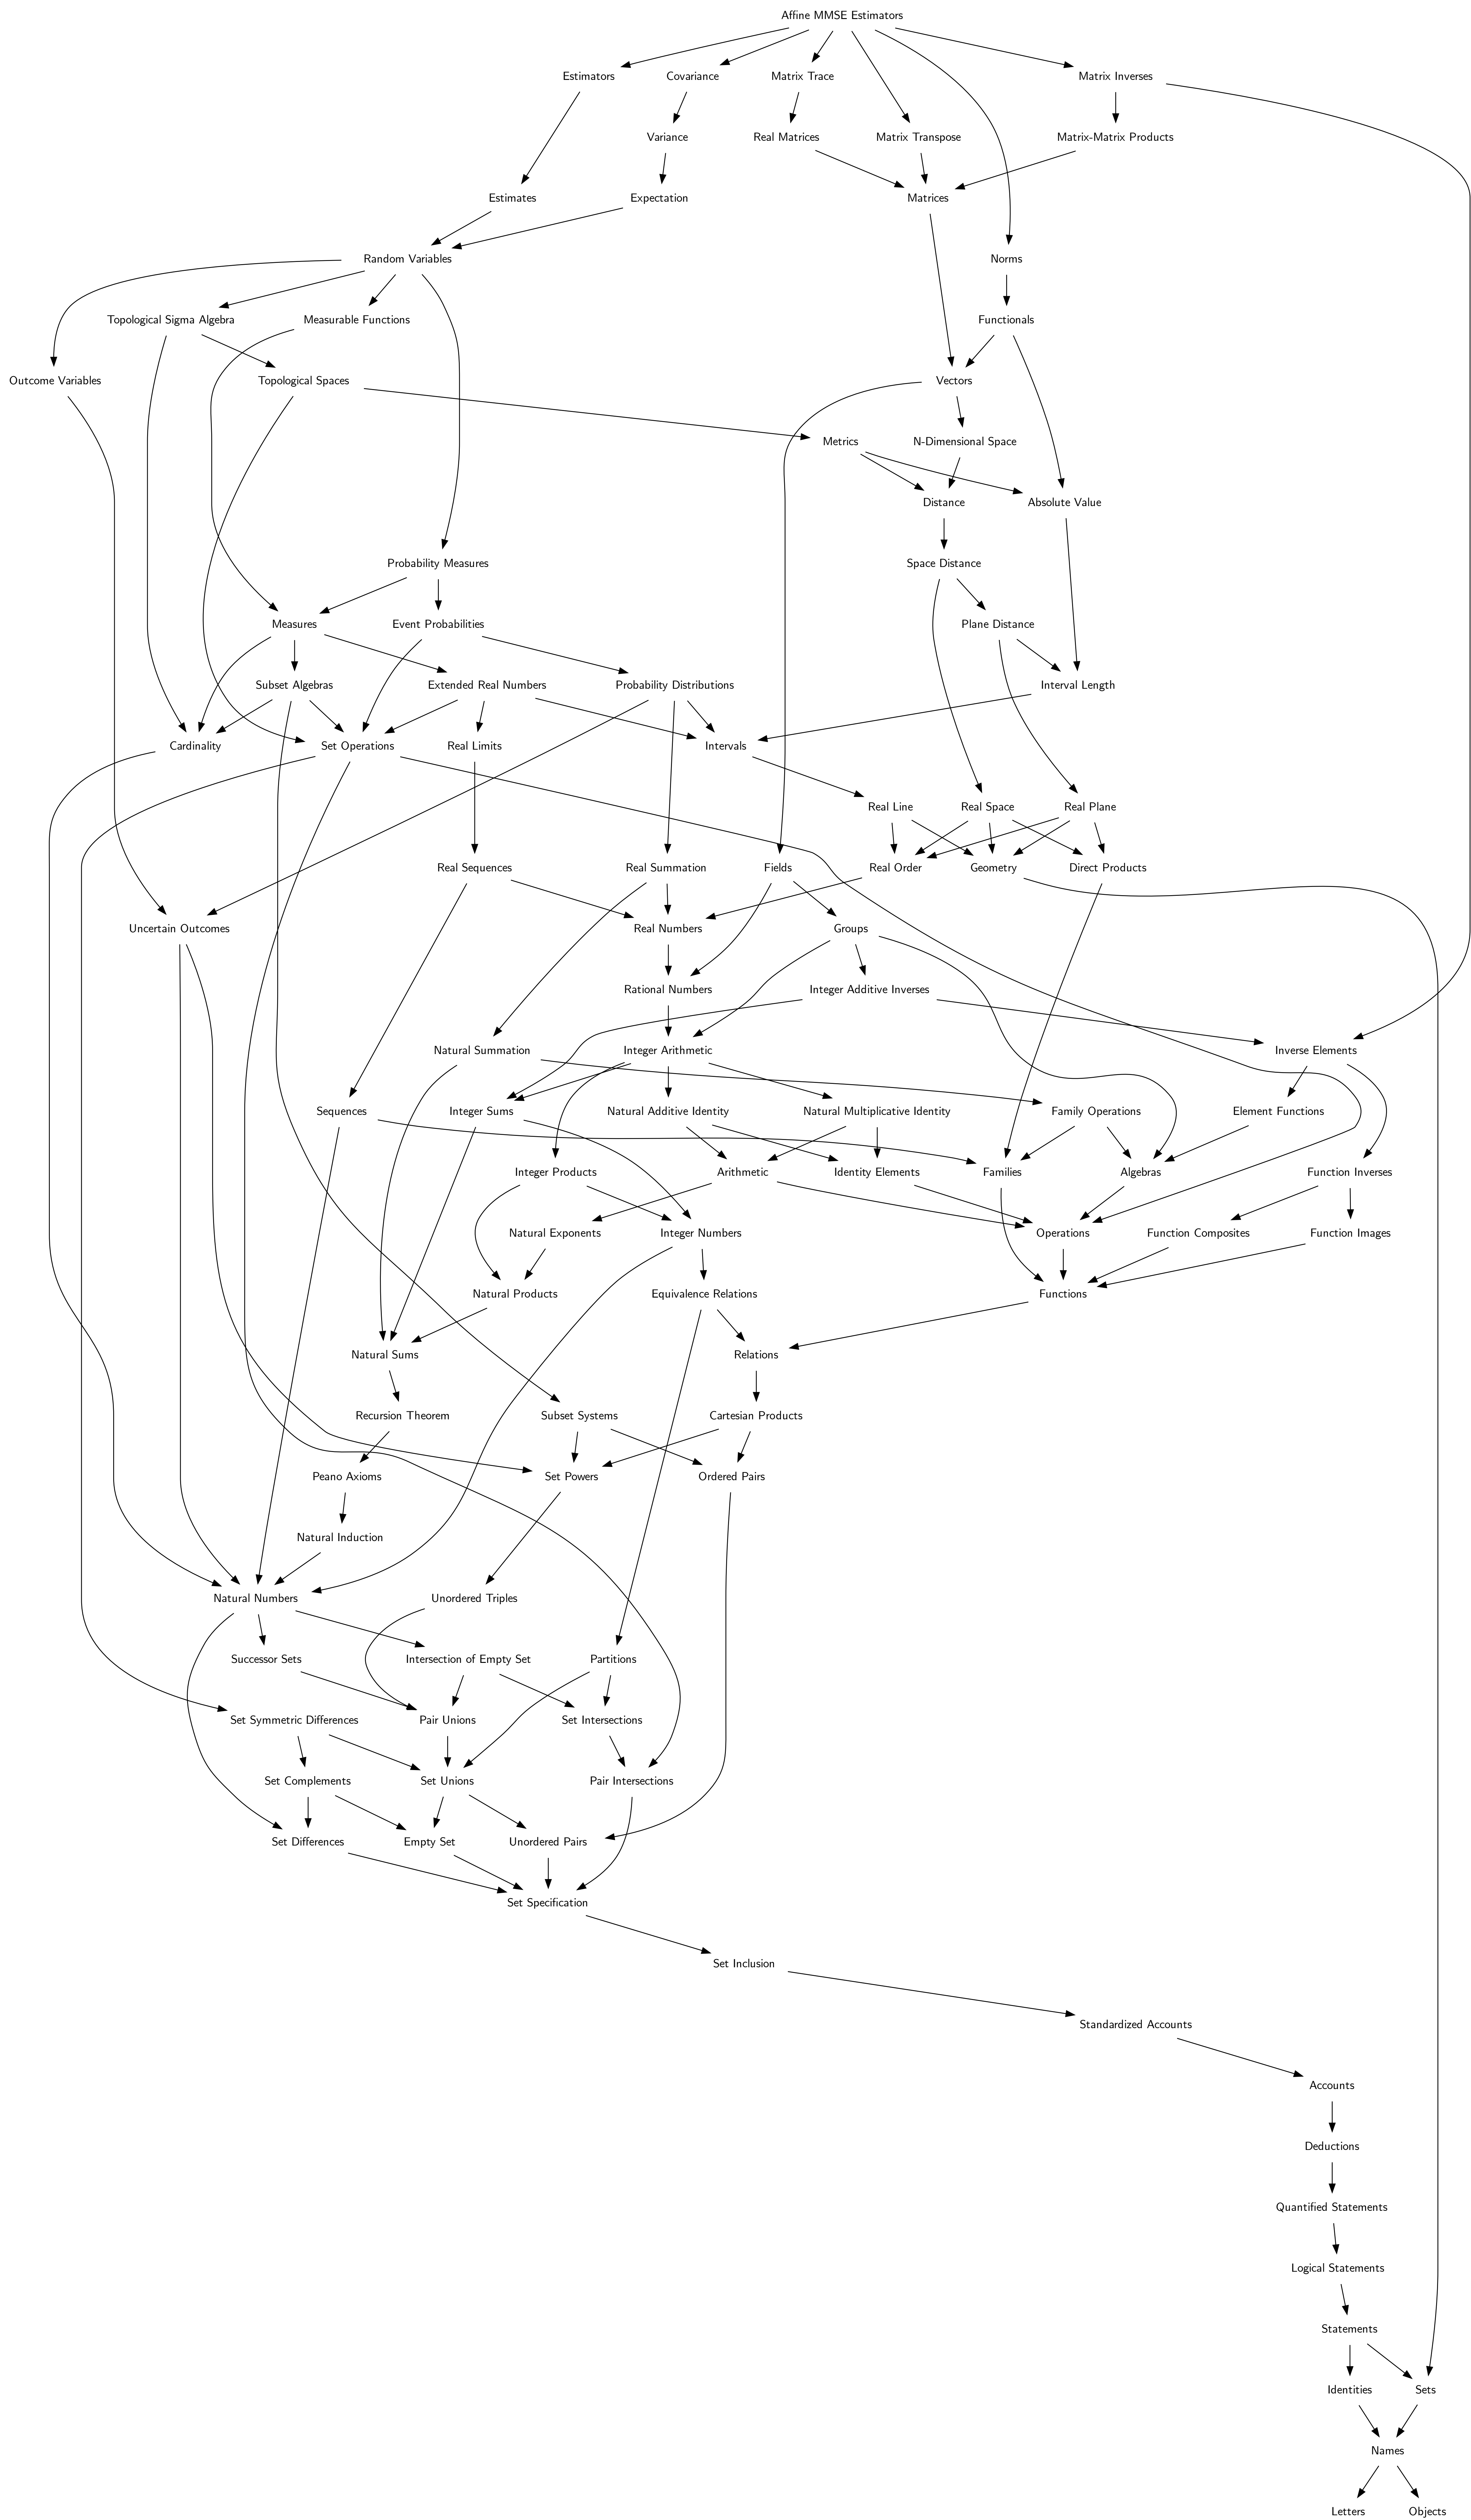 Affine MMSE Estimators
Estimators
Covariance
Matrix Trace
Matrix Inverses
Variance
Real Matrices
Matrix Transpose
Matrix-Matrix Products
Estimates
Expectation
Matrices
Random Variables
Norms
Topological Sigma Algebra
Measurable Functions
Functionals
Outcome Variables
Topological Spaces
Vectors
Metrics
N-Dimensional Space
Distance
Absolute Value
Probability Measures
Space Distance
Measures
Event Probabilities
Plane Distance
Subset Algebras
Extended Real Numbers
Probability Distributions
Interval Length
Cardinality
Set Operations
Real Limits
Intervals
Real Line
Real Space
Real Plane
Real Sequences
Real Summation
Fields
Real Order
Geometry
Direct Products
Uncertain Outcomes
Real Numbers
Groups
Rational Numbers
Integer Additive Inverses
Natural Summation
Integer Arithmetic
Inverse Elements
Sequences
Integer Sums
Natural Additive Identity
Natural Multiplicative Identity
Family Operations
Element Functions
Integer Products
Arithmetic
Identity Elements
Families
Algebras
Function Inverses
Natural Exponents
Integer Numbers
Operations
Function Composites
Function Images
Natural Products
Equivalence Relations
Functions
Natural Sums
Relations
Recursion Theorem
Subset Systems
Cartesian Products
Peano Axioms
Set Powers
Ordered Pairs
Natural Induction
Natural Numbers
Unordered Triples
Successor Sets
Intersection of Empty Set
Partitions
Set Symmetric Differences
Pair Unions
Set Intersections
Set Complements
Set Unions
Pair Intersections
Set Differences
Empty Set
Unordered Pairs
Set Specification
Set Inclusion
Standardized Accounts
Accounts
Deductions
Quantified Statements
Logical Statements
Statements
Identities
Sets
Names
Letters
Objects